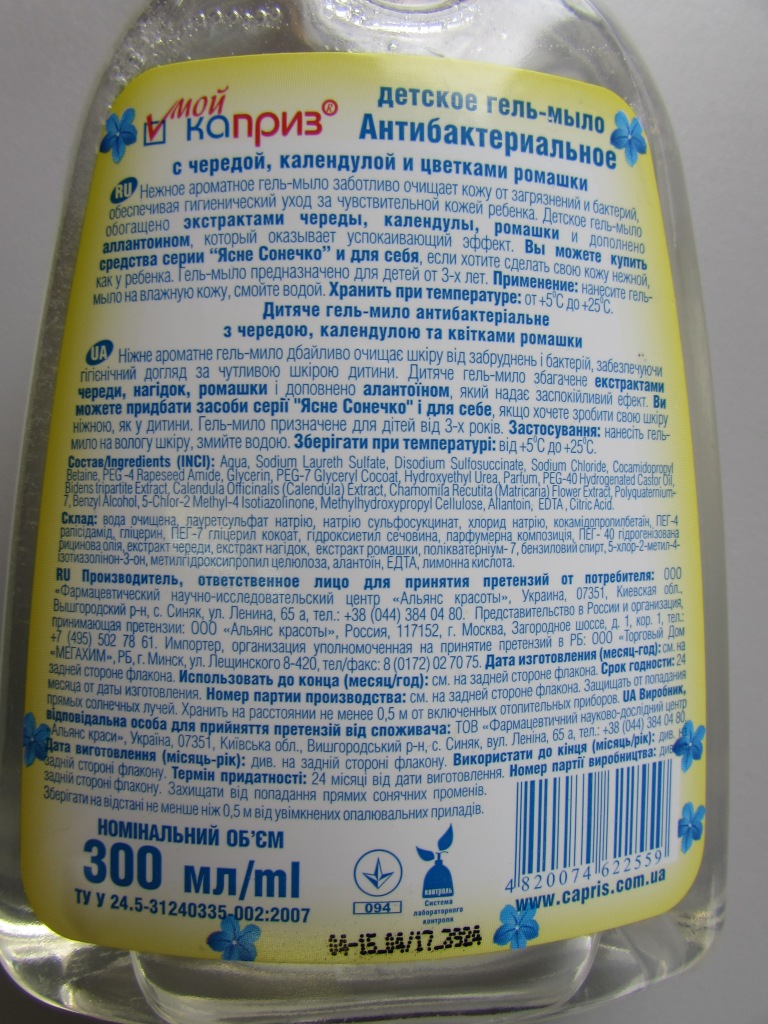 мой
каприз®
детское гель-мыло
Антибактериальное
с чередой, календулой и цветками ромашки
RU Нежное ароматное гель-мыло заботливо очищает кожу от загрязнений и бактерий,
обеспечивая гигиенический уход за чувствительной кожей ребенка. Детское гель-мыло
обогащено экстрактами череды, календулы, ромашки и дополнено
аллантоином, который оказывает успокаивающий эффект. Вы можете купить
средства серии "Ясне Сонечко" и для себя, если хотите сделать свою кожу нежной,
как у ребенка. Гель-мыло предназначено для детей от 3-х лет. Применение: нанесите гель-
мыло на влажную кожу, смойте водой. Хранить при температуре: от +5°С до +25°С.
Дитяче гель-мило антибактеріальне
з чередою, календулою та квітками ромашки
UA Ніжне ароматне гель-мило дбайливо очищає шкіру від забруднень і бактерій, забезпечуючи
гігієнічний догляд за чутливою шкірою дитини. Дитяче гель-мило збагачене екстрактами
череди, нагідок, ромашки і доповнено алантоїном, який надає заспокійливий ефект. Ви
можете придбати засоби серії "Ясне Сонечко" і для себе, якщо хочете зробити свою шкіру
ніжною, як у дитини. Гель-мило призначене для дітей від 3-х років. Застосування: нанесіть гель-
мило на вологу шкіру, змийте водою. Зберігати при температурі: від +5°С до +25°С.
Состав/Ingredients (INCI): Aqua, Sodium Laureth Sulfate, Disodium Sulfosuccinate, Sodium Chloride, Cocamidopropyl
Betaine, PEG -4 Rapeseed Amide, Glycerin, PEG-7 Glyceryl Cocoat, Hydroxyethyl Urea, Parfum, PEG-40 Hydrogenated Castor Oil,
Bidens tripartite Extract, Calendula Officinalis (Calendula) Extract, Chamomila Recutita (Matricaria) Flower Extract, Polyquaternium-
7, Benzyl Alcohol, 5-Chlor-2 Methyl-4 Isotiazolinone, Methylhydroxypropyl Cellulose, Allantoin, EDTA, Citric Acid.
Склад: вода очищена, лауретсульфат натрію, натрію сульфосукцинат, хлорид натрію, кокамідопропілбетаїн, ПЕГ-4
рапісідамід, гліцерин, ПЕГ-7 гліцерил кокоат, гідроксиетил сечовина, парфумерна композиція, ПЕГ- 40 гідрогенізована
рицинова олія, екстракт череди, екстракт нагідок, екстракт ромашки, полікватерніум- 7, бензиловий спирт, 5-хлор-2-метил-4-
ізотиазолінон-3-он, метилгідроксипропил целюлоза, алантоїн, ЕДТА, лимонна кислота.
RU Производитель, ответственное лицо для принятия претензий от потребителя: ООО
«Фармацевтический научно-исследовательский центр «Альянс красоты», Украина, 07351, Киевская обл.,
Вышгородский р-н, с. Синяк, ул. Ленина, 65 а, тел.: +38 (044) 384 04 80. Представительство в России и организация,
принимающая претензии: ООО «Альянс красоты», Россия, 117152, г. Москва, Загородное шоссе, д. 1, кор. 1, тел.:
+7 (495) 502 78 61. Импортер, организация уполномоченная на принятие претензий в РБ: ООО "Торговый Дом
«МЕГАХИМ», РБ, г. Минск, ул. Лещинского 8-420, тел/факс: 8 (0172) 02 70 75. Дата изготовления (месяц-год): см. на
задней стороне флакона. Использовать до конца (месяц/год): см. на задней стороне флакона. Срок годности: 24
месяца от даты изготовления. Номер партии производства: см. на задней стороне флакона. Защищать от попадания
прямых солнечных лучей. Хранить на расстоянии не менее 0,5 м от включенных отопительных приборов. UA Виробник,
відповідальна особа для прийняття претензій від споживача: ТОВ «Фармацевтичний науково-дослідний центр
«Альянс краси», Україна, 07351, Київська обл., Вишгородський р-н, с. Синяк, вул. Леніна, 65 а, тел.: +38 (044) 384 04 80.
Дата виготовлення (місяць-рік): див. на задній стороні флакону. Використати до кінця (місяць/рік): див. на
задній стороні флакону. Термін придатності: 24 місяці від дати виготовлення. Номер партії виробництва: див. на
задній стороні флакону. Захищати від попадання прямих сонячних променів.
Зберігати на відстані не менше ніж 0,5 м від увімкнених опалювальних приладів.
НОМІНАЛЬНИЙ ОБ'ЄМ
300 мл/ml
ТУ У 24.5-31240335-002:2007
094
контроль
Система
лабораторного
контроля
4 820074 622559
www.capris.com.ua
04-15_04/17_3924